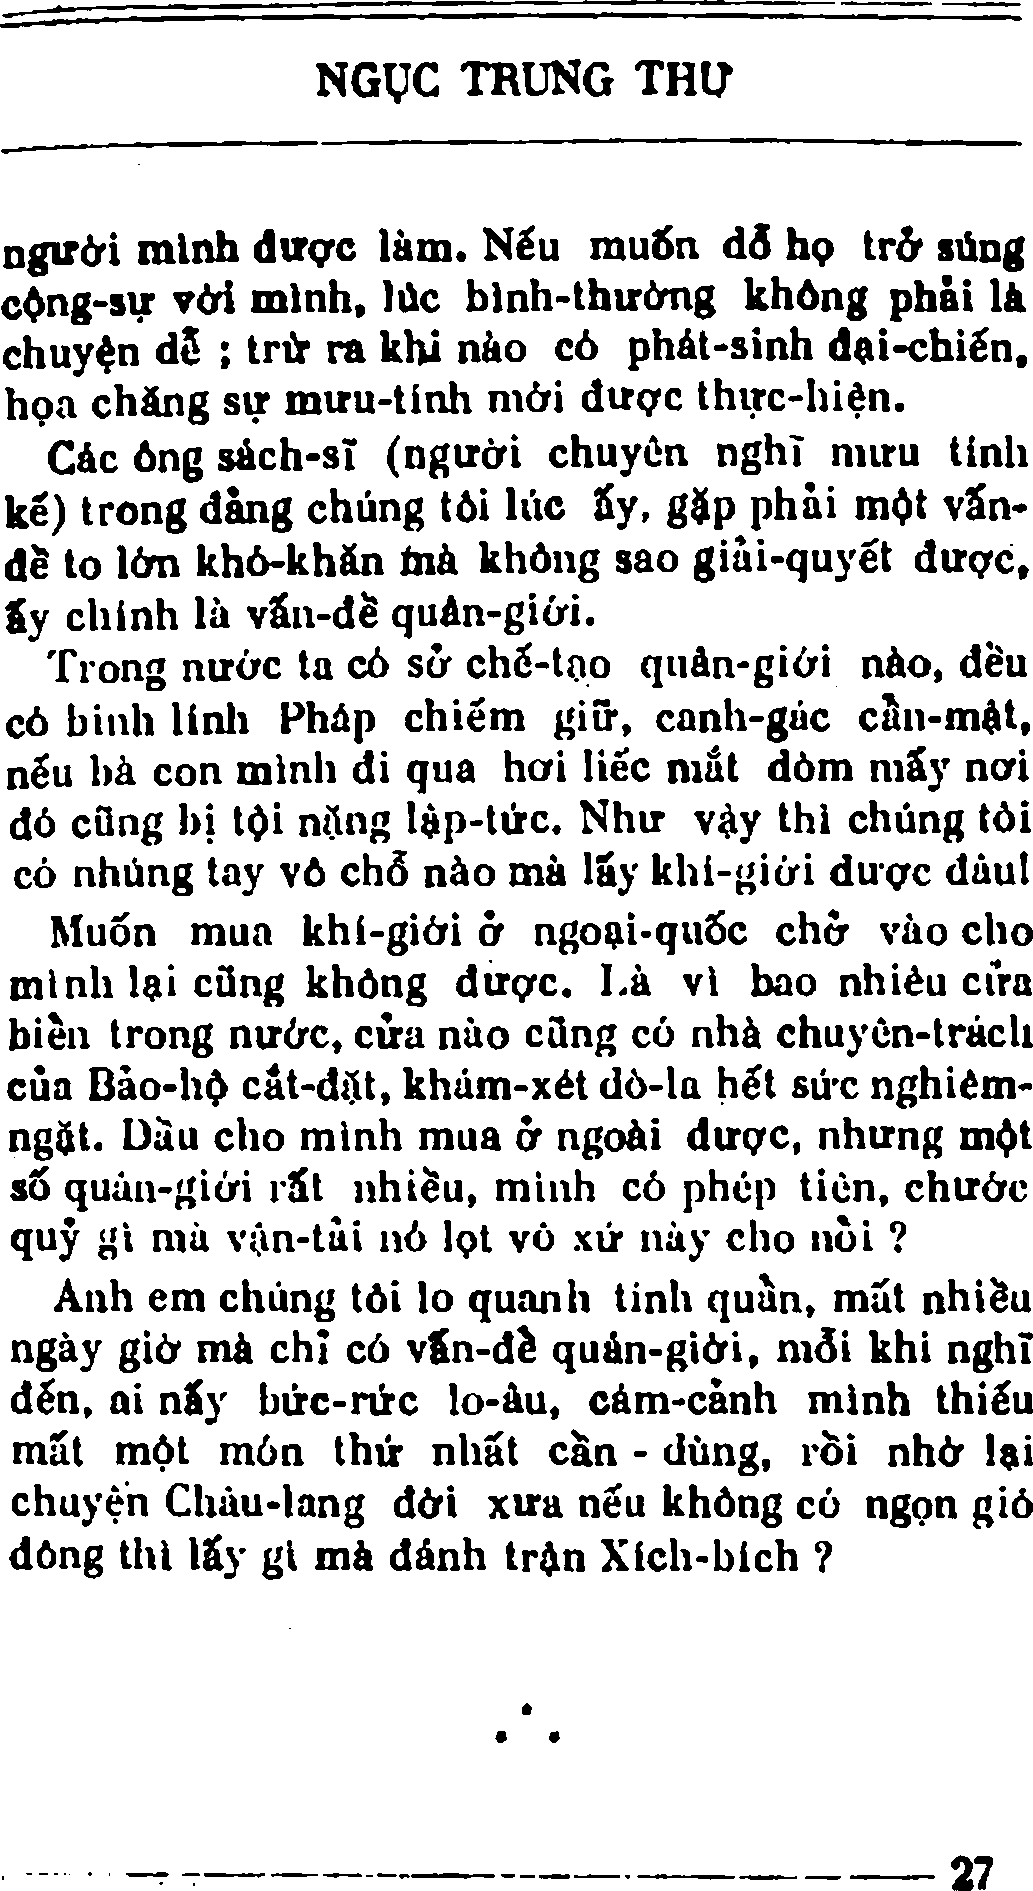 NGỤC TRUNG THƯ
người mình được làm. Nếu muốn dỗ họ trở súng
cộng-sự với mình, lúc bình-thường không phải là
chuyện dễ ; trừ ra khi nào có phát-sinh đại-chiến,
họa chăng sự mưu-tính mới được thực-hiện.
Các ông sách-sĩ (người chuyên nghĩ mưu tính
kế) trong đảng chúng tôi lúc ấy, gặp phải một vấn-
đề to lớn khó-khăn mà không sao giải-quyết được,
ấy chính là vấn-đề quân-giới.
Trong nước ta có sở chế-tạo quân-giới nào, đều
có binh lính Pháp chiếm giữ, canh-gác cẩn-mật,
nếu bà con mình đi qua hơi liếc mắt dòm mấy nơi
đó cũng bị tội nặng lập-tức. Như vậy thì chúng tôi
có nhúng tay vô chỗ nào mà lấy khí-giới được đâu!
Muốn mua khí-giới ở ngoại-quốc chở vào cho
mình lại cũng không được. Là vì bao nhiêu cửa
biển trong nước, cửa nào cũng có nhà chuyên-trách
của Bảo-hộ cắt-đặt, khám-xét dò-la hết sức nghiêm-
ngặt. Dầu cho mình mua ở ngoài được, nhưng một
số quân-giới rất nhiều, mình có phép tiên, chước
quỷ gì mà vận-tải nó lọt vô xứ này cho nổi ?
Anh em chúng tôi lo quanh tính quẩn, mất nhiều
ngày giờ mà chỉ có vấn-đề quân-giới, mỗi khi nghĩ
đến, ai nấy bứt-rứt lo-âu, cám-cảnh mình thiếu
mất một món thứ nhất cần - dùng, rồi nhớ lại
chuyện Châu-lang đời xưa nếu không có ngọn gió
đông thì lấy gì mà đánh trận Xích-bích ?
27